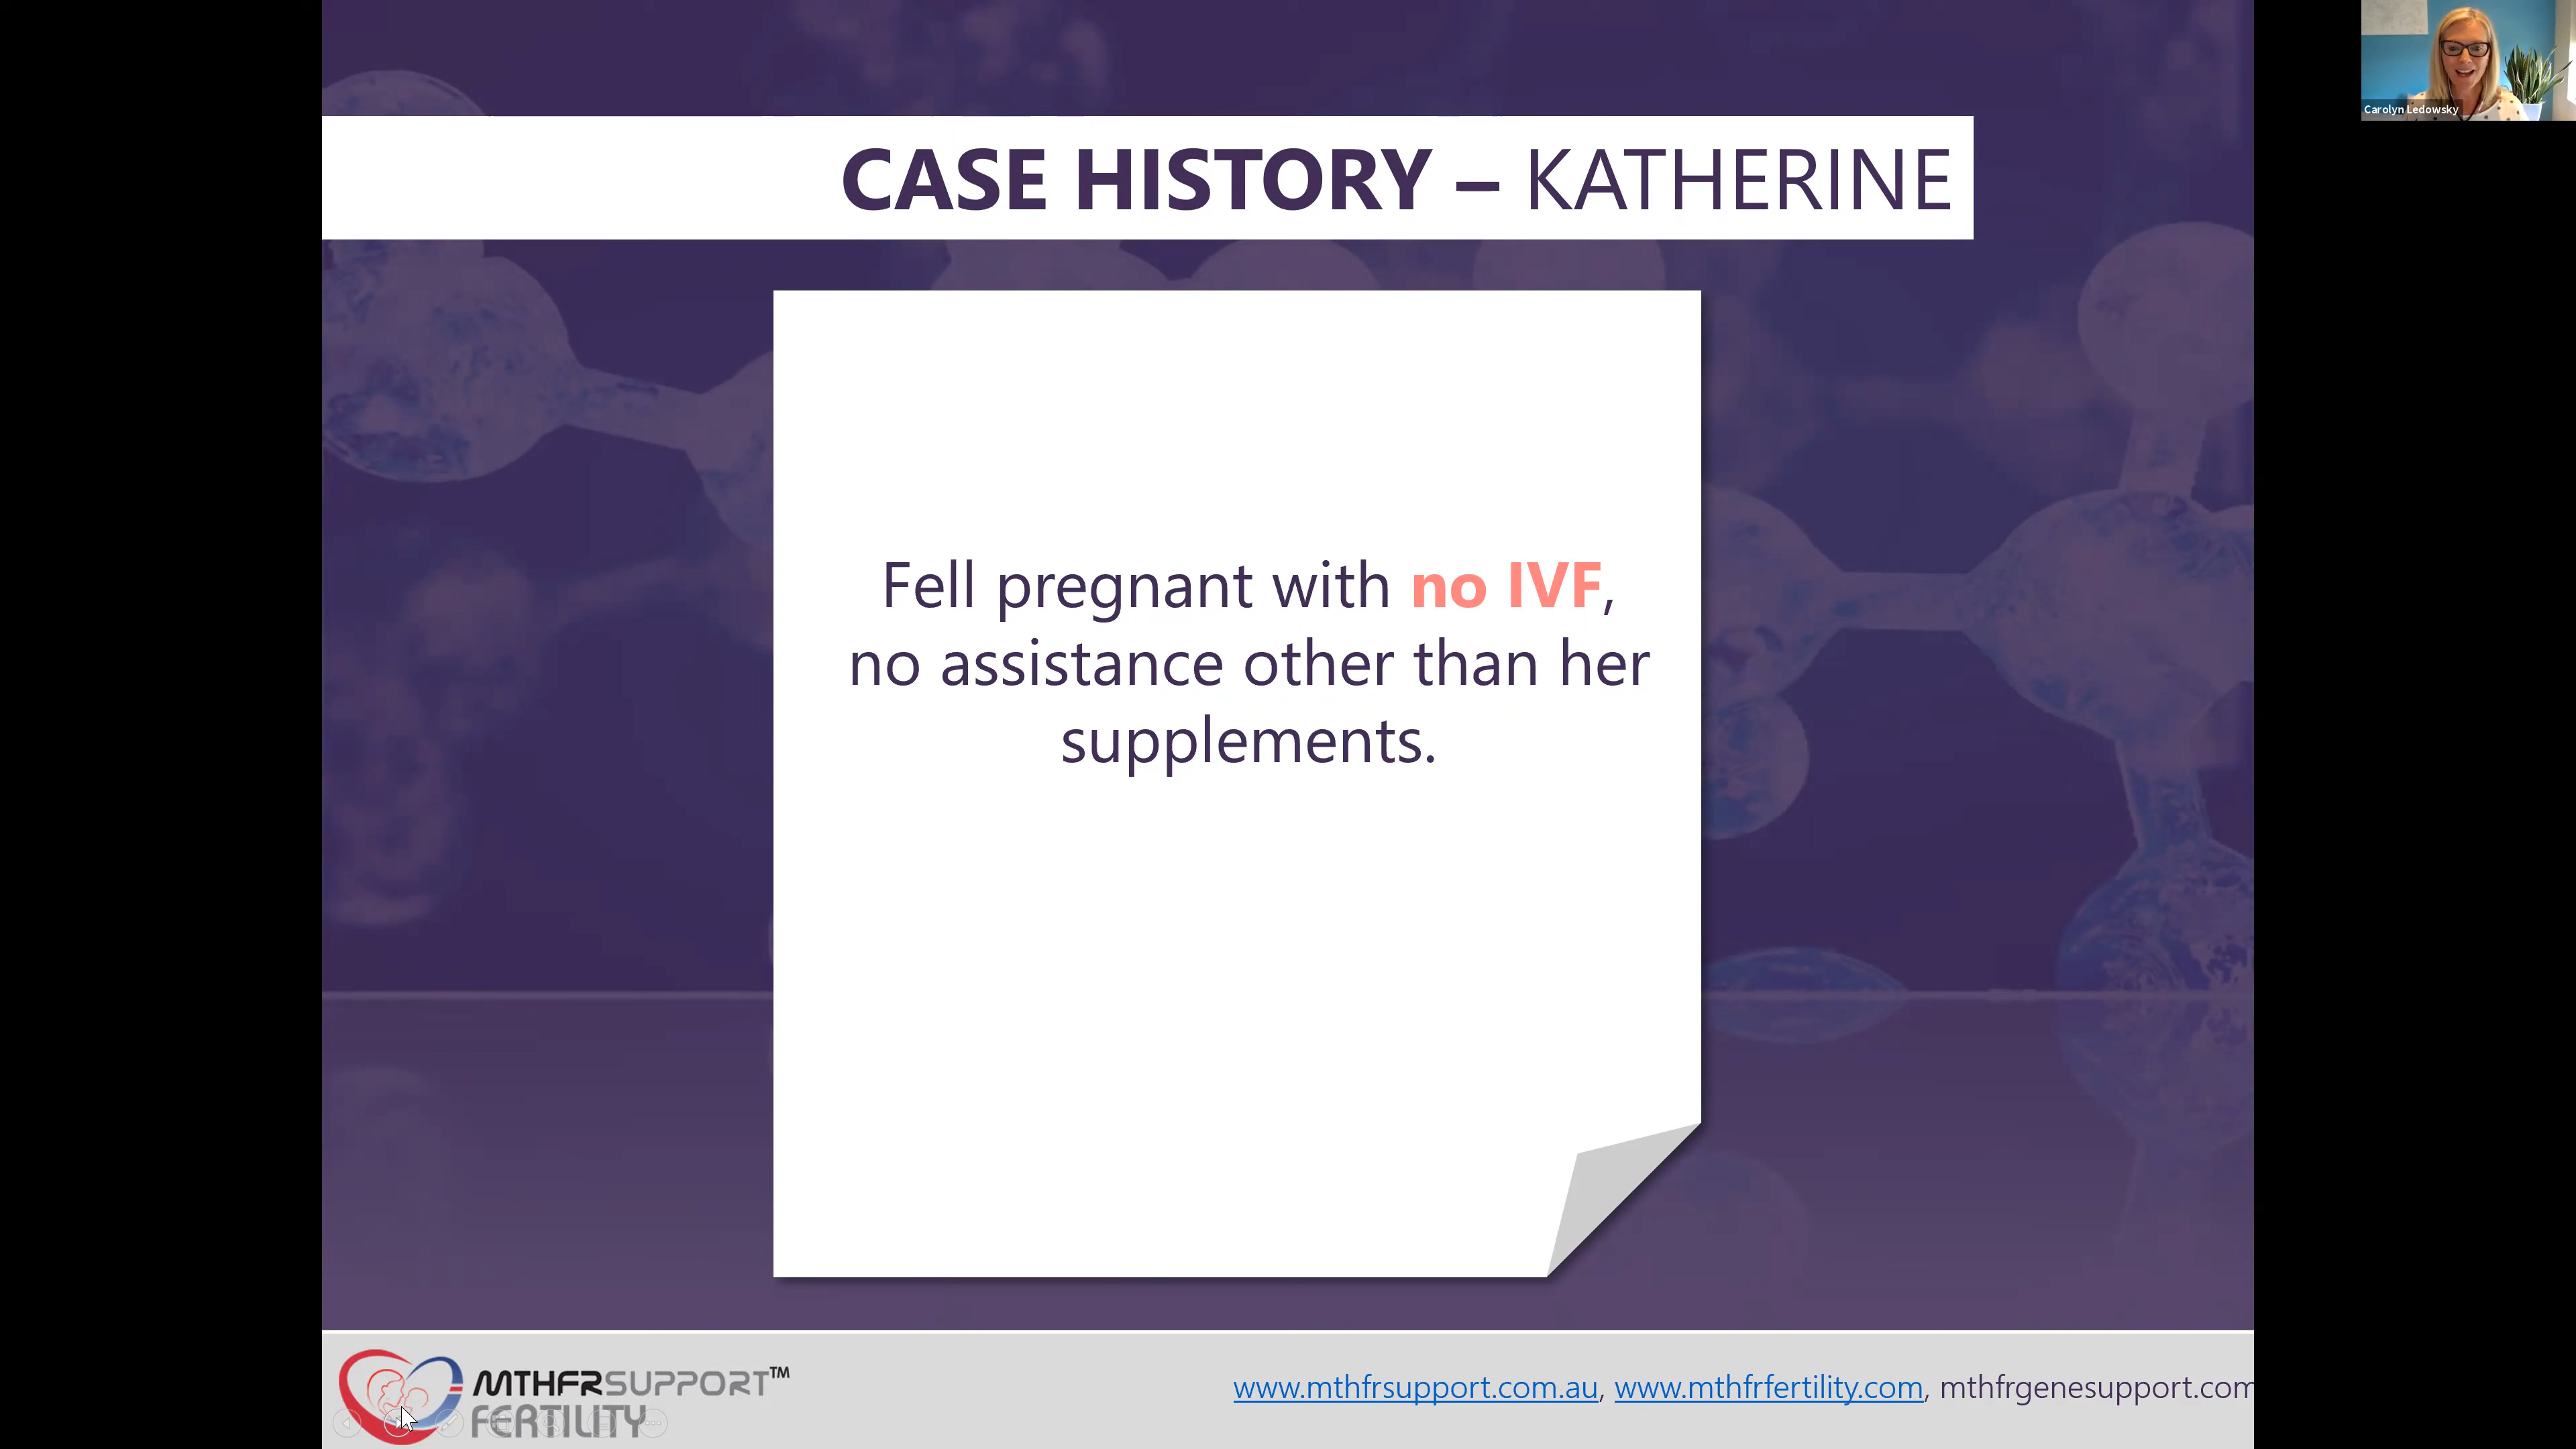 Carolyn Ledowsky
CASE HISTORY – KATHERINE
Fell pregnant with no IVF,
no assistance other than her
supplements.
MTHFRSUPPORT™
FERTILITY
www.mthfrsupport.com.au, www.mthfrfertility.com, mthfrgenesupport.com